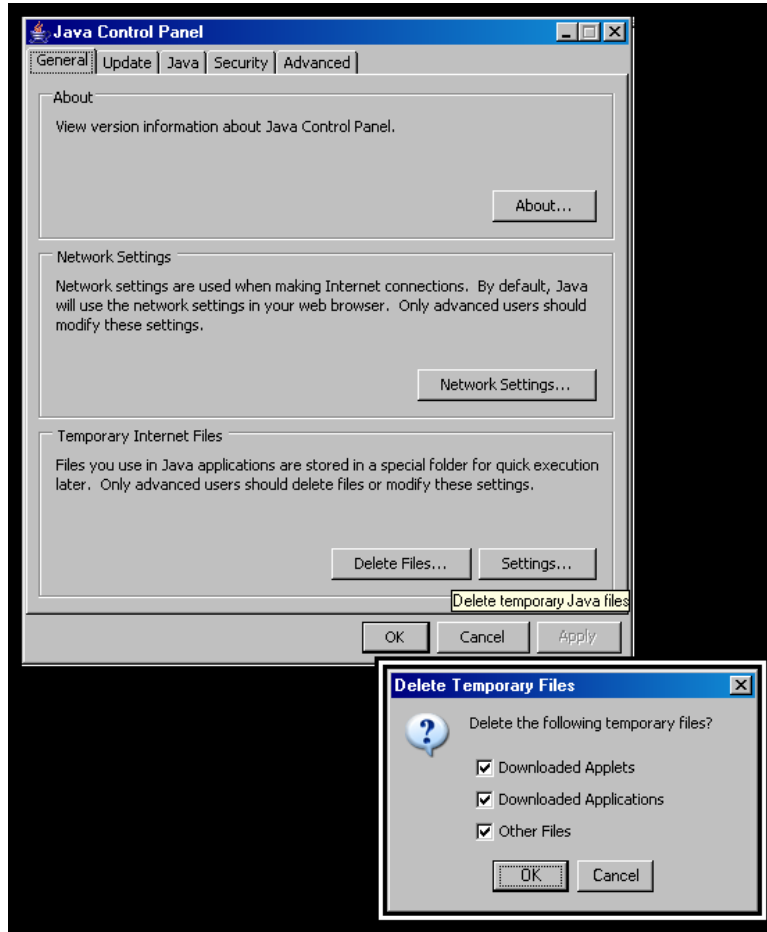 Java Control Panel
General Update Java Security Advanced
About
View version information about Java Control Panel.
About...
Network Settings
Network settings are used when making Internet connections. By default, Java
will use the network settings in your web browser. Only advanced users should
modify these settings.
Network Settings...
Temporary Internet Files
Files you use in Java applications are stored in a special folder for quick execution
later. Only advanced users should delete files or modify these settings.
Delete Files... Settings...
Delete temporary Java files
OK Cancel Apply
Delete Temporary Files
Delete the following temporary files?
Downloaded Applets
Downloaded Applications
Other Files
OK Cancel